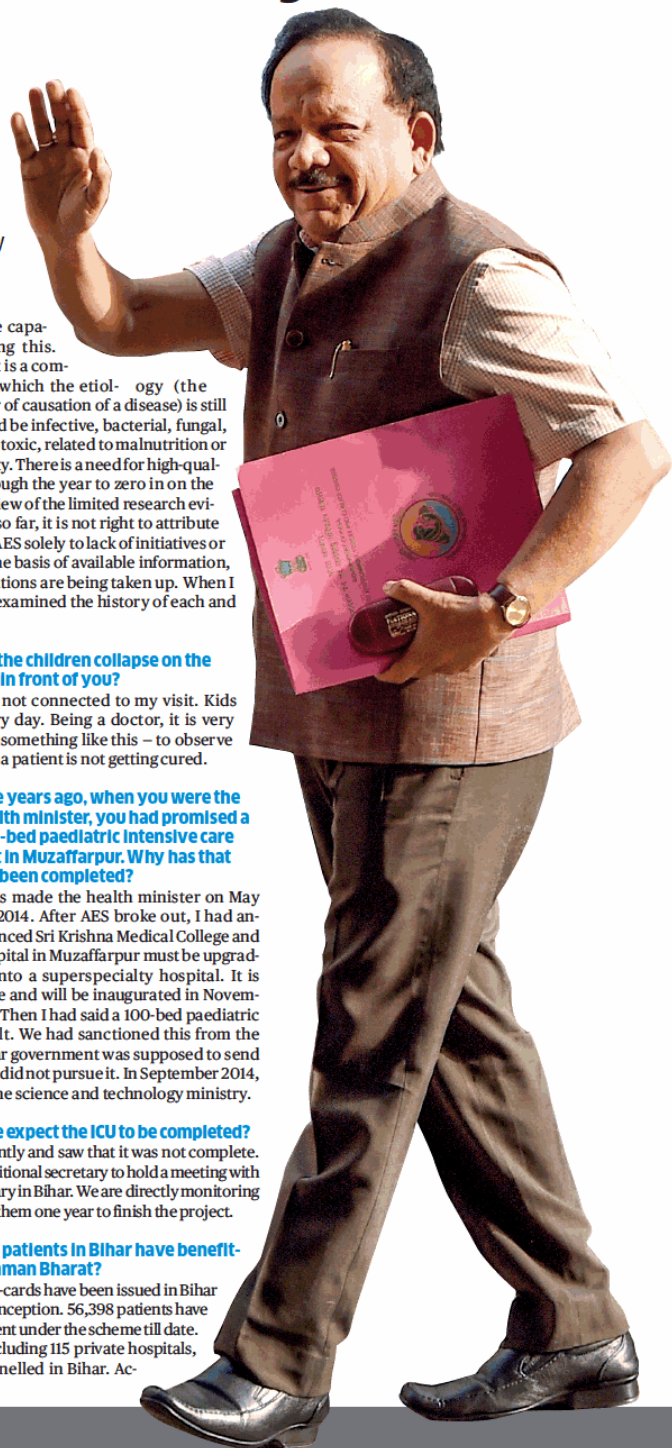 e capa-
ng this.
is a com-
which the etiol- ogy (the
of causation of a disease) is still
d be infective, bacterial, fungal,
toxic, related to malnutrition or
y. There is a need for high-qual-
ugh the year to zero in on the
iew of the limited research evi-
so far, it is not right to attribute
AES solely to lack of initiatives or
he basis of available information,
tions are being taken up. When I
examined the history of each and
the children collapse on the
in front of you?
not connected to my visit. Kids
ry day. Being a doctor, it is very
something like this – to observe
a patient is not getting cured.
e years ago, when you were the
lth minister, you had promised a
-bed paediatric intensive care
t in Muzaffarpur. Why has that
been completed?
s made the health minister on May
2014. After AES broke out, I had an-
nced Sri Krishna Medical College and
pital in Muzaffarpur must be upgrad-
nto a superspecialty hospital. It is
e and will be inaugurated in Novem-
Then I had said a 100-bed paediatric
lt. We had sanctioned this from the
ar government was supposed to send
did not pursue it. In September 2014,
he science and technology ministry.
e expect the ICU to be completed?
ntly and saw that it was not complete.
itional secretary to hold a meeting with
ary in Bihar. We are directly monitoring
them one year to finish the project.
patients in Bihar have benefit-
man Bharat?
-cards have been issued in Bihar
nception. 56,398 patients have
ent under the scheme till date.
cluding 115 private hospitals,
nelled in Bihar. Ac-